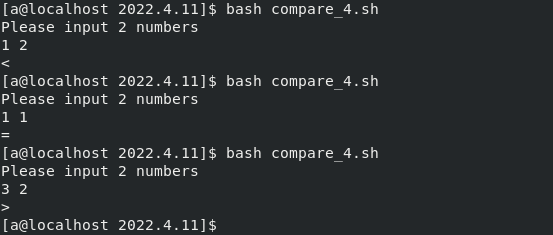 [a@localhost 2022.4.11]$ bash compare_4.sh
Please input 2 numbers
1 2
<
[a@localhost 2022.4.11]$ bash compare_4.sh
Please input 2 numbers
1 1
=
[a@localhost 2022.4.11]$ bash compare_4.sh
Please input 2 numbers
3 2
>
[a@localhost 2022.4.11]$